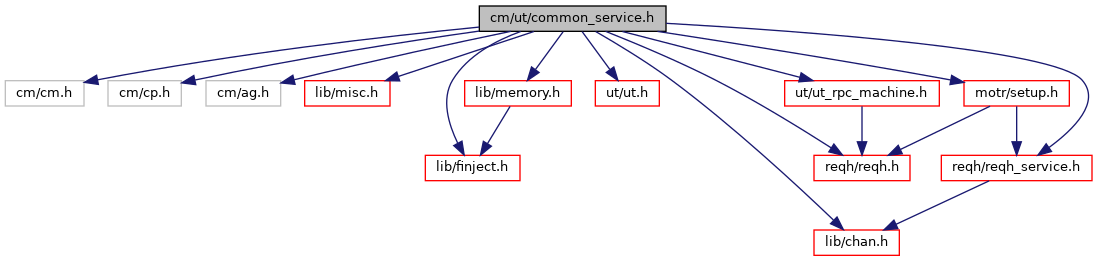 cm/ut/common_service.h
cm/cm.h
cm/cp.h
cm/ag.h
lib/misc.h
lib/memory.h
ut/ut.h
ut/ut_rpc_machine.h
motr/setup.h
lib/finject.h
reqh/reqh.h
reqh/reqh_service.h
lib/chan.h